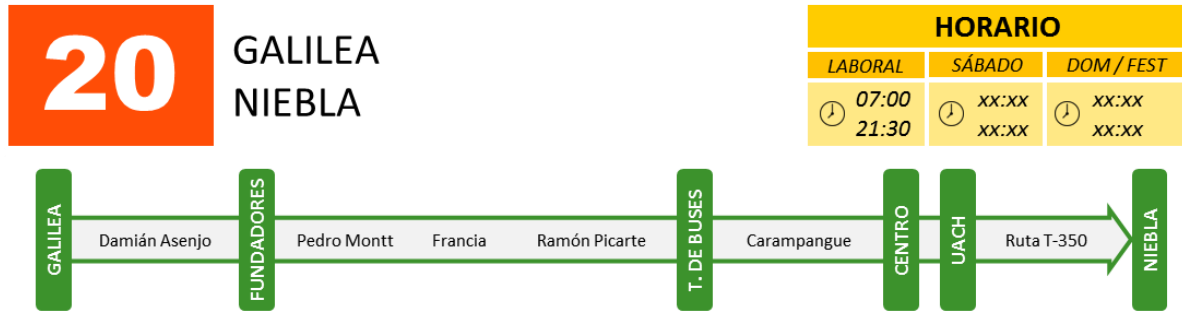 20
GALILEA
NIEBLA
HORARIO
LABORAL SÁBADO DOM / FEST
07:00 xx:xx xx:xx
21:30 xx:xx xx:xx
GALILEA
Damián Asenjo
FUNDADORES
Pedro Montt
Francia
Ramón Picarte
T. DE BUSES
Carampangue
CENTRO
UACH
Ruta T-350
NIEBLA